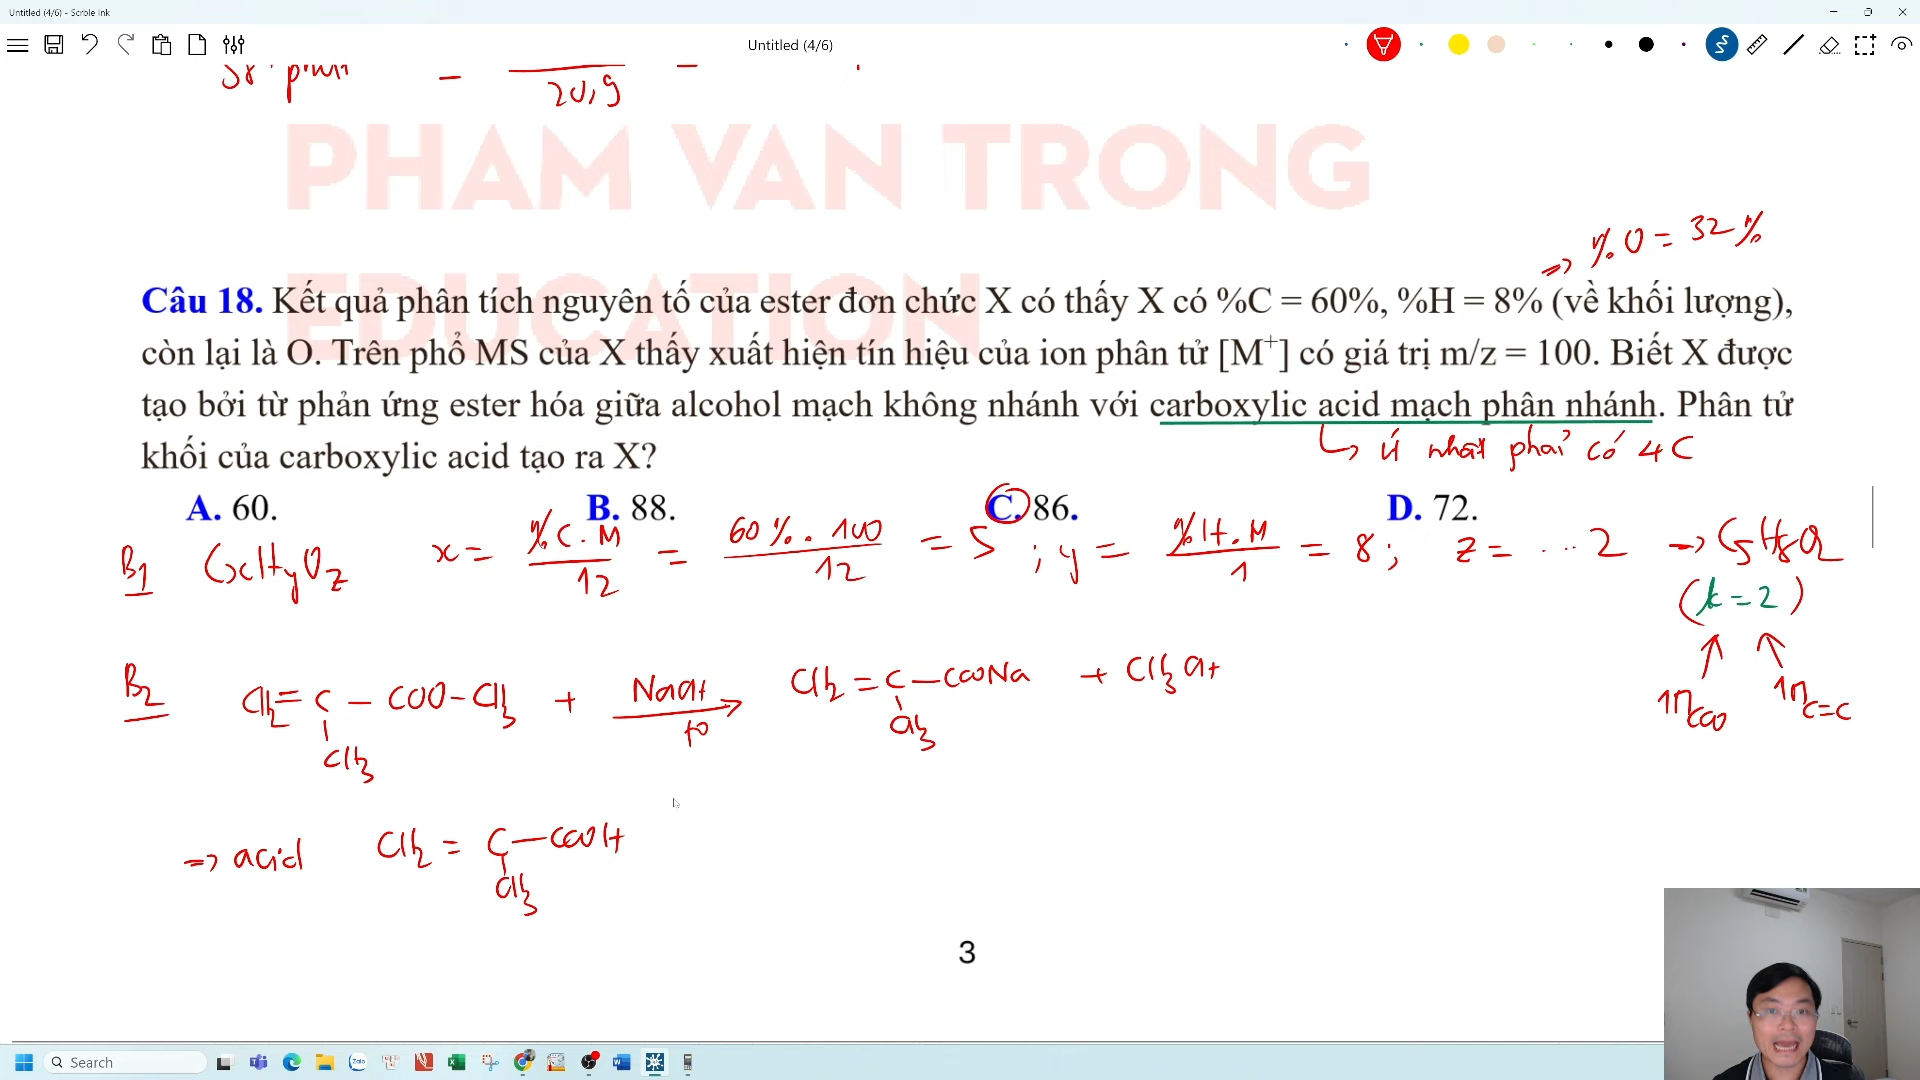 Untitled (4/6) - Scrble Ink
Untitled (4/6)
20,9
PHAM VAN TRONG
EDUCATION
=> %O = 32%
Câu 18. Kết quả phân tích nguyên tố của ester đơn chức X có thấy X có %C = 60%, %H = 8% (về khối lượng),
còn lại là O. Trên phổ MS của X thấy xuất hiện tín hiệu của ion phân tử [M⁺] có giá trị m/z = 100. Biết X được
tạo bởi từ phản ứng ester hóa giữa alcohol mạch không nhánh với carboxylic acid mạch phân nhánh. Phân tử
khối của carboxylic acid tạo ra X?
↳ ít nhất phải có 4C
A. 60. B. 88. C. 86. D. 72.
B1 CxHyOz x = %C.M / 12 = 60%.100 / 12 = 5 ; y = %H.M / 1 = 8 ; z = ... 2 → C5H8O2
(k=2)
1π COO 1π C=C
B2 CH2=C–COO–CH3 + NaOH t° → CH2=C–COONa + CH3OH
CH3 CH3
=> acid CH2=C–COOH
CH3
3
Search
Zalo